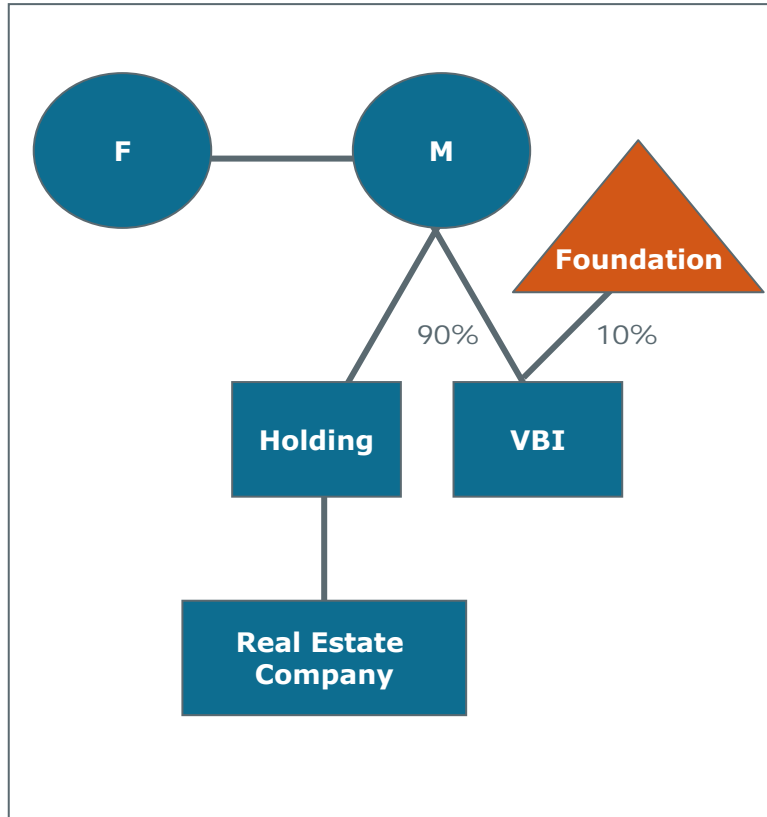 F
M
Foundation
90%
10%
Holding
VBI
Real Estate
Company